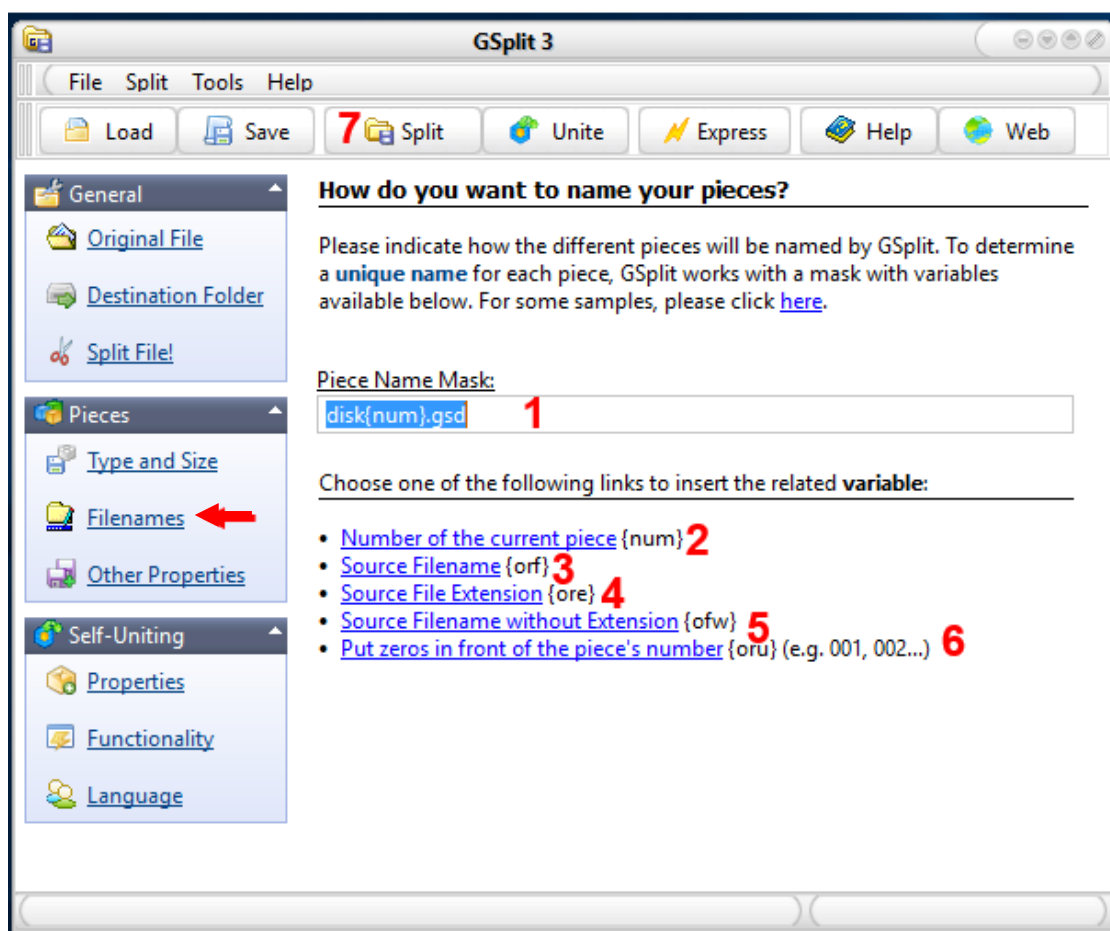 GSplit 3
File Split Tools Help
Load Save 7 Split Unite Express Help Web
General
Original File
Destination Folder
Split File!
Pieces
Type and Size
Filenames
Other Properties
Self-Uniting
Properties
Functionality
Language
How do you want to name your pieces?
Please indicate how the different pieces will be named by GSplit. To determine
a unique name for each piece, GSplit works with a mask with variables
available below. For some samples, please click here.
Piece Name Mask:
disk{num}.gsd 1
Choose one of the following links to insert the related variable:
• Number of the current piece {num} 2
• Source Filename {orf} 3
• Source File Extension {ore} 4
• Source Filename without Extension {ofw} 5
• Put zeros in front of the piece's number {oru} (e.g. 001, 002...) 6